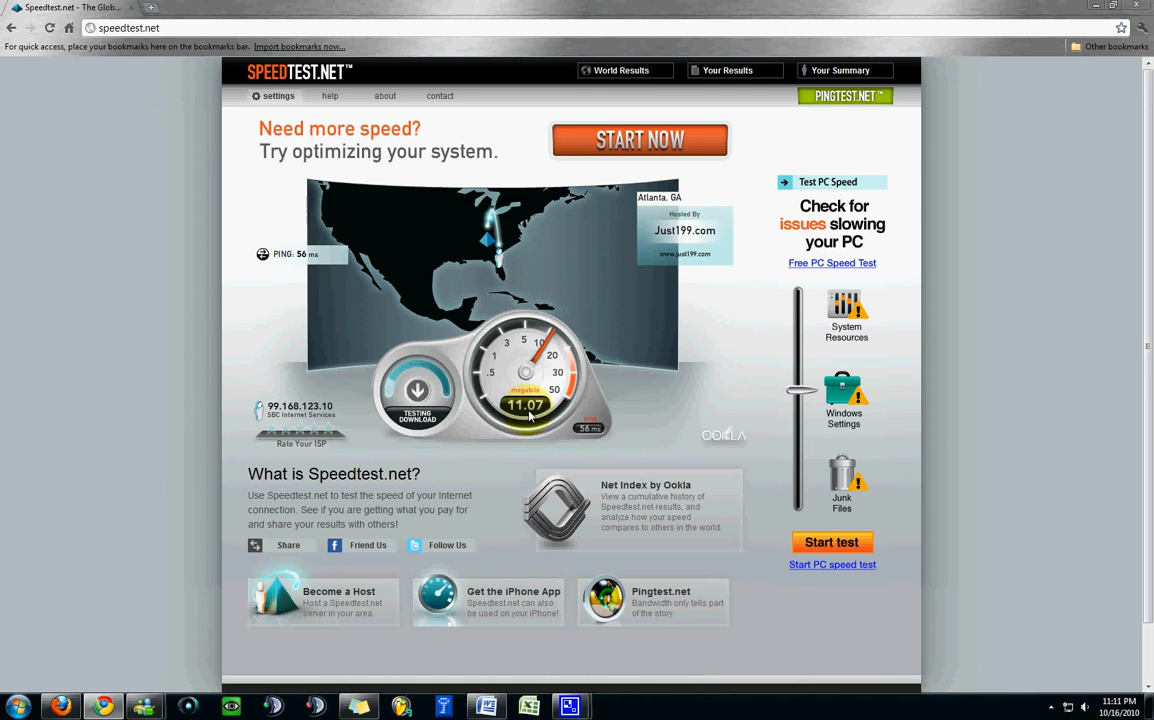 Speedtest.net - The Glob...
speedtest.net
For quick access, place your bookmarks here on the bookmarks bar. Import bookmarks now...
Other bookmarks
SPEEDTEST.NET™
World Results
Your Results
Your Summary
settings
help
about
contact
PINGTEST.NET™
Need more speed?
Try optimizing your system.
START NOW
Test PC Speed
Check for
issues slowing
your PC
Free PC Speed Test
Atlanta, GA
Hosted By
Just199.com
www.just199.com
PING: 56 ms
System
Resources
Windows
Settings
Junk
Files
Start test
Start PC speed test
.5
1
3
5
10
20
30
50
megabits
11.07
TESTING
DOWNLOAD
PING
56 ms
99.168.123.10
SBC Internet Services
Rate Your ISP
OOKLA
What is Speedtest.net?
Use Speedtest.net to test the speed of your Internet
connection. See if you are getting what you pay for
and share your results with others!
Share
Friend Us
Follow Us
Net Index by Ookla
View a cumulative history of
Speedtest.net results, and
analyze how your speed
compares to others in the world.
Become a Host
Host a Speedtest.net
server in your area.
Get the iPhone App
Speedtest.net can also
be used on your iPhone!
Pingtest.net
Bandwidth only tells part
of the story.
11:11 PM
10/16/2010